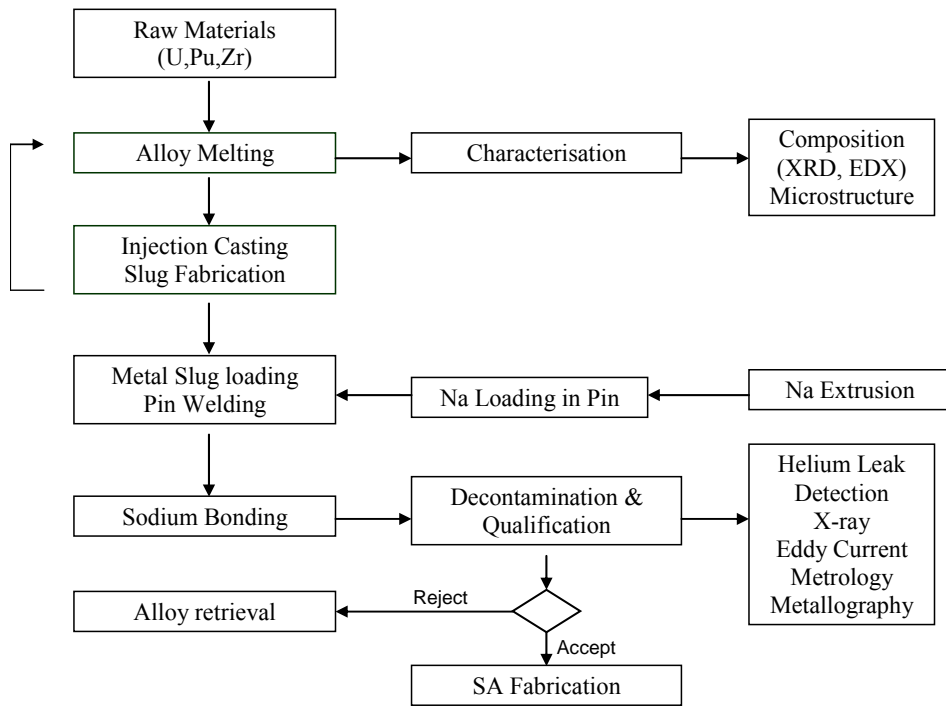 Raw Materials
(U,Pu,Zr)
Alloy Melting
Characterisation
Composition
(XRD, EDX)
Microstructure
Injection Casting
Slug Fabrication
Metal Slug loading
Pin Welding
Na Loading in Pin
Na Extrusion
Sodium Bonding
Decontamination &
Qualification
Helium Leak
Detection
X-ray
Eddy Current
Metrology
Metallography
Alloy retrieval
Reject
Accept
SA Fabrication